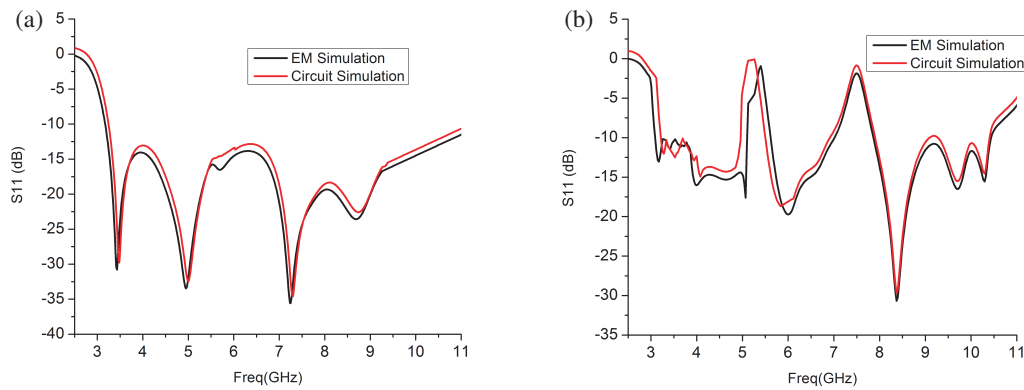 (a)
5
0
-5
-10
-15
-20
-25
-30
-35
-40
S11 (dB)
EM Simulation
Circuit Simulation
3 4 5 6 7 8 9 10 11
Freq(GHz)
(b)
5
0
-5
-10
-15
-20
-25
-30
-35
S11 (dB)
EM Simulation
Circuit Simulation
3 4 5 6 7 8 9 10 11
Freq(GHz)